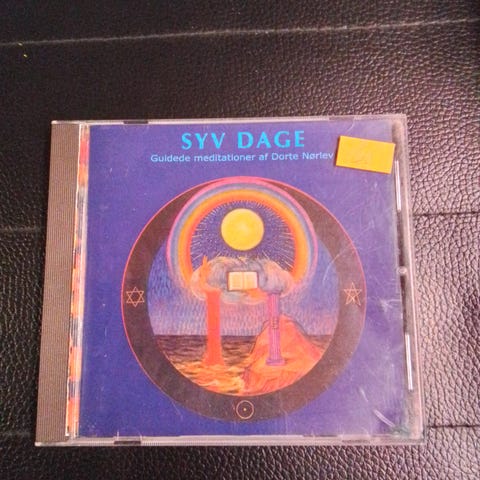 SYV DAGE
Guidede meditationer af Dorte Nørlev